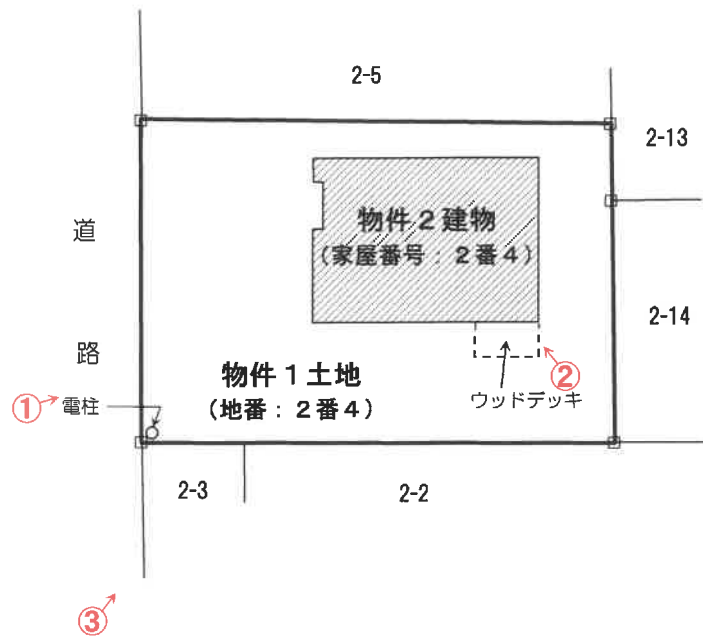 2-5
2-13
道
路
物件2建物
(家屋番号:2番4)
2-14
②
物件1土地
(地番:2番4)
ウッドデッキ
①
電柱
2-3
2-2
③